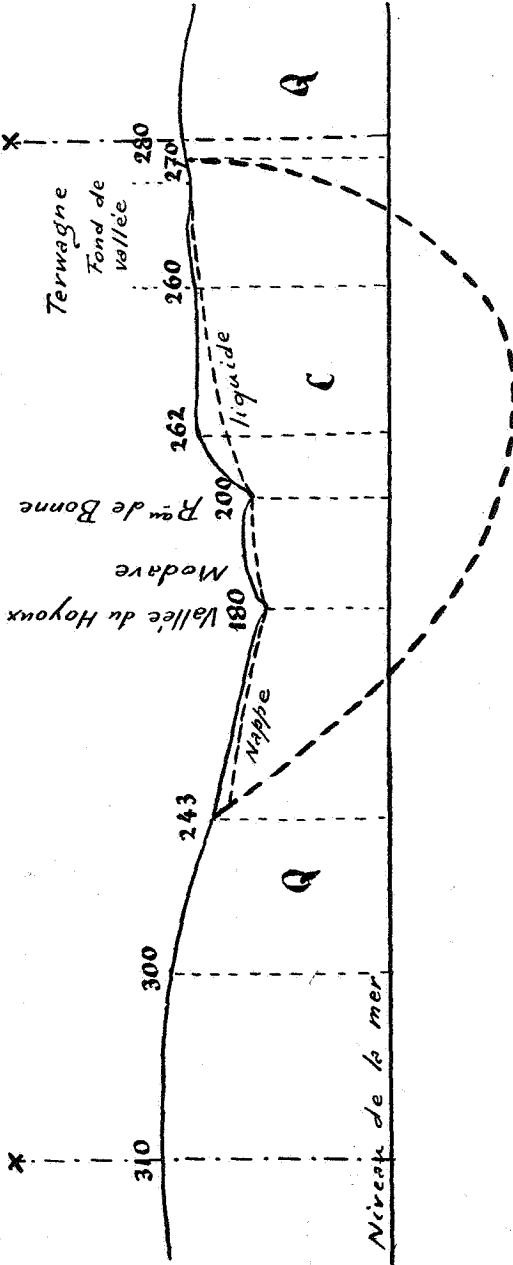 X
X
310
300
243
180
200
262
260
270
280
Vallée du Hoyoux
Modave
Rau de Bonne
Terwagne
Fond de
vallée
Nappe
liquide
Q
C
Q
Niveau de la mer